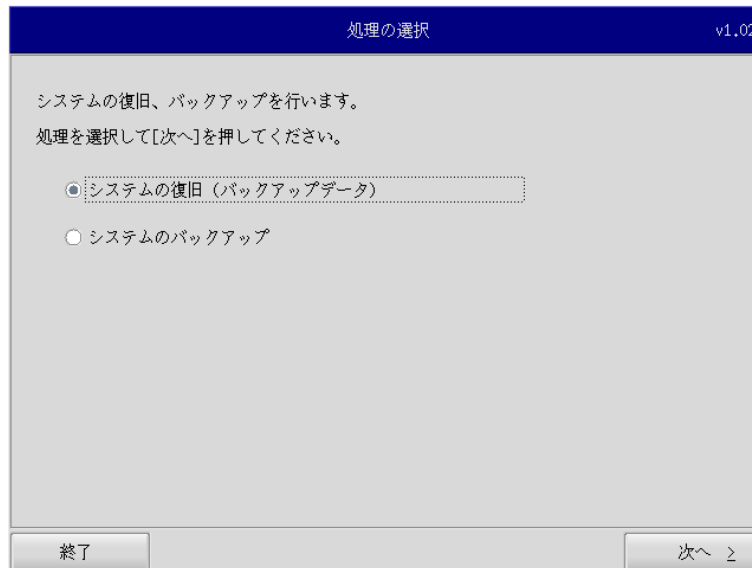 処理の選択
v1.02
システムの復旧、バックアップを行います。
処理を選択して[次へ]を押してください。
システムの復旧（バックアップデータ）
システムのバックアップ
終了
次へ >